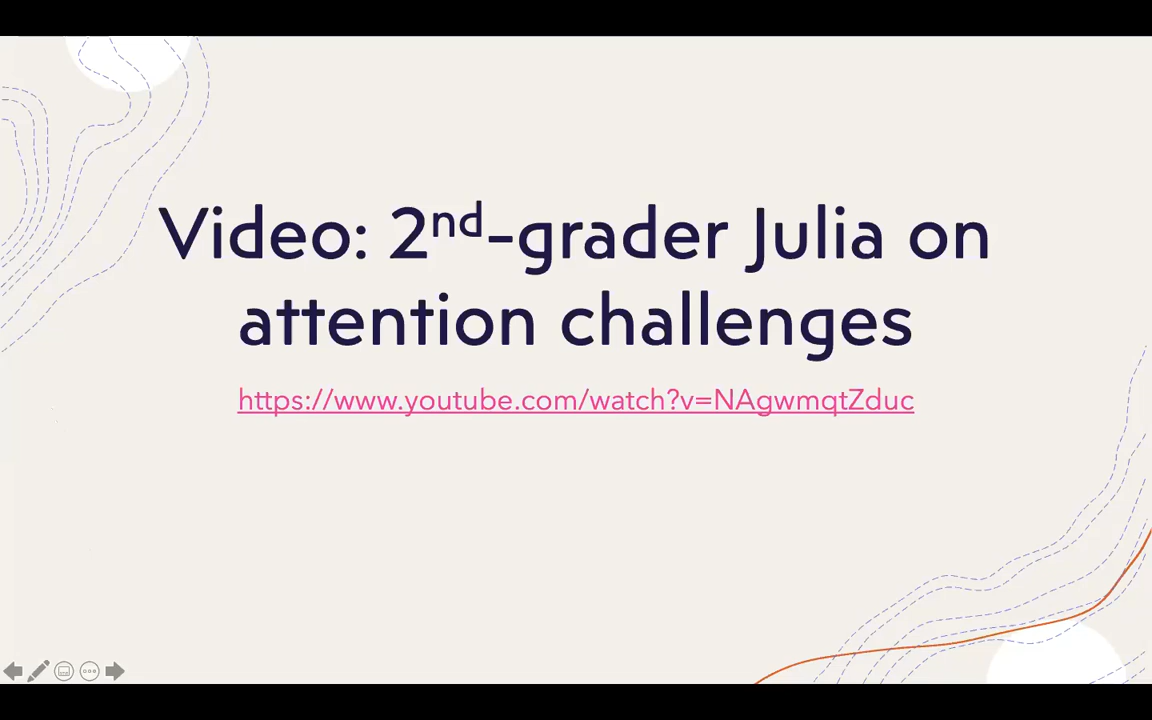 Video: 2nd-grader Julia on
attention challenges
https://www.youtube.com/watch?v=NAgwmqtZduc